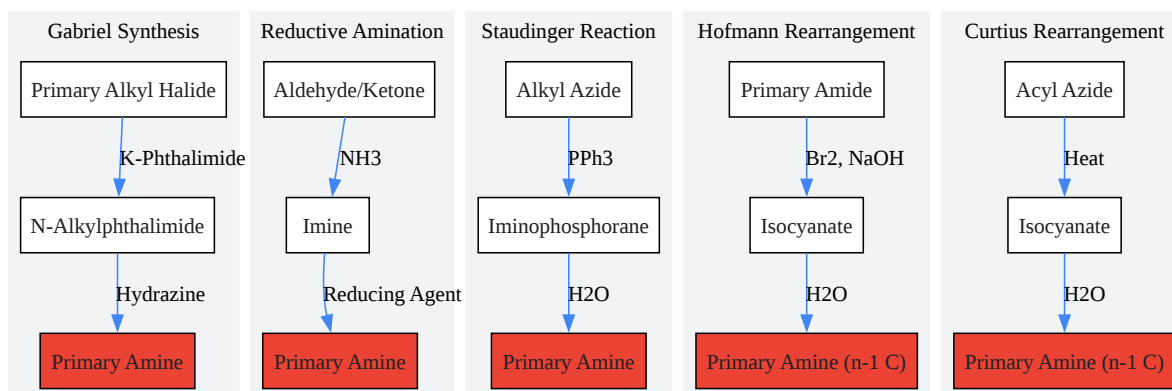 Gabriel Synthesis
Primary Alkyl Halide
K-Phthalimide
N-Alkylphthalimide
Hydrazine
Primary Amine
Reductive Amination
Aldehyde/Ketone
NH3
Imine
Reducing Agent
Primary Amine
Staudinger Reaction
Alkyl Azide
PPh3
Iminophosphorane
H2O
Primary Amine
Hofmann Rearrangement
Primary Amide
Br2, NaOH
Isocyanate
H2O
Primary Amine (n-1 C)
Curtius Rearrangement
Acyl Azide
Heat
Isocyanate
H2O
Primary Amine (n-1 C)